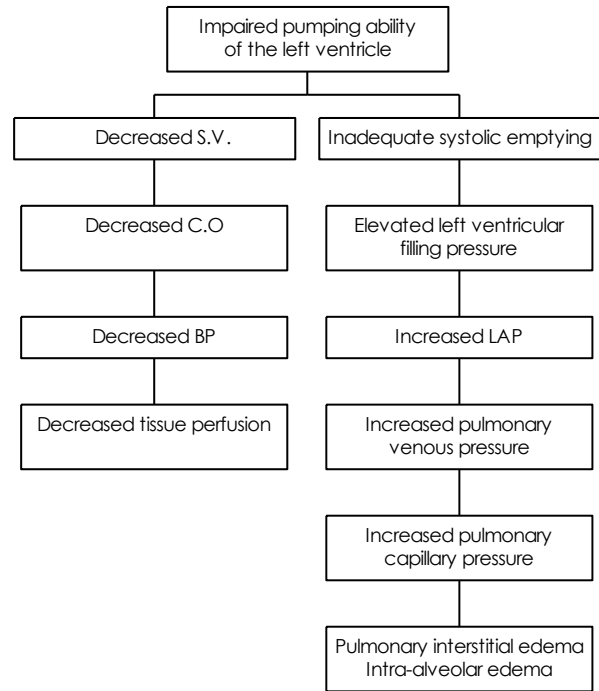 Impaired pumping ability
of the left ventricle
Decreased S.V.
Inadequate systolic emptying
Decreased C.O
Elevated left ventricular
filling pressure
Decreased BP
Increased LAP
Decreased tissue perfusion
Increased pulmonary
venous pressure
Increased pulmonary
capillary pressure
Pulmonary interstitial edema
Intra-alveolar edema